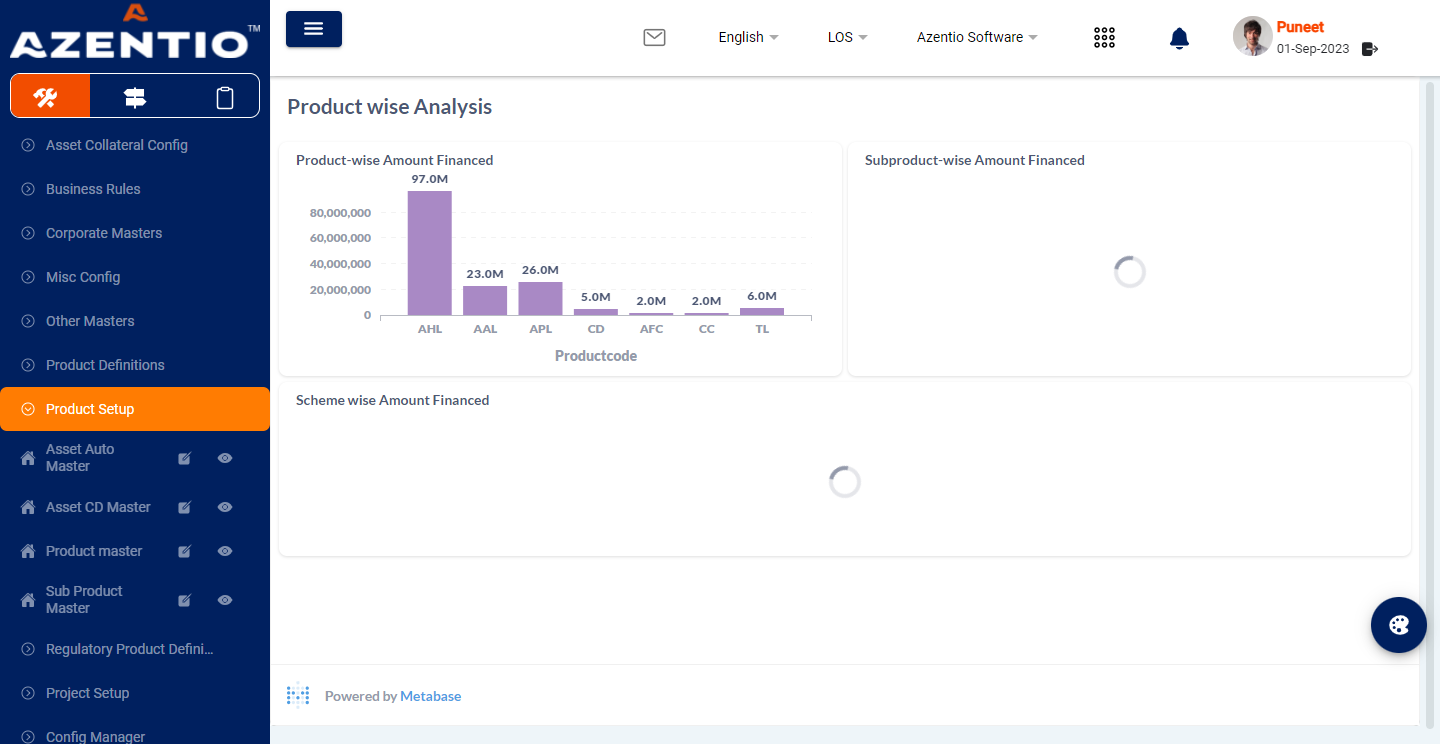 AZENTIO™
English
LOS
Azentio Software
Puneet
01-Sep-2023
Asset Collateral Config
Business Rules
Corporate Masters
Misc Config
Other Masters
Product Definitions
Product Setup
Asset Auto
Master
Asset CD Master
Product master
Sub Product
Master
Regulatory Product Defini...
Project Setup
Config Manager
Product wise Analysis
Product-wise Amount Financed
97.0M
80,000,000
60,000,000
40,000,000
20,000,000
0
23.0M
26.0M
5.0M
2.0M
2.0M
6.0M
AHL AAL APL CD AFC CC TL
Productcode
Subproduct-wise Amount Financed
Scheme wise Amount Financed
Powered by Metabase